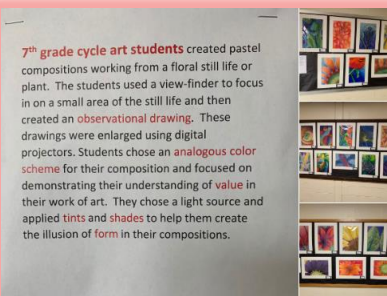 7th grade cycle art students created pastel
compositions working from a floral still life or
plant. The students used a view-finder to focus
in on a small area of the still life and then
created an observational drawing. These
drawings were enlarged using digital
projectors. Students chose an analogous color
scheme for their composition and focused on
demonstrating their understanding of value in
their work of art. They chose a light source and
applied tints and shades to help them create
the illusion of form in their compositions.